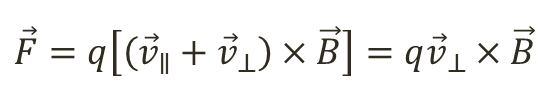 F⃗ = q[(v⃗∥ + v⃗⊥) × B⃗] = qv⃗⊥ × B⃗